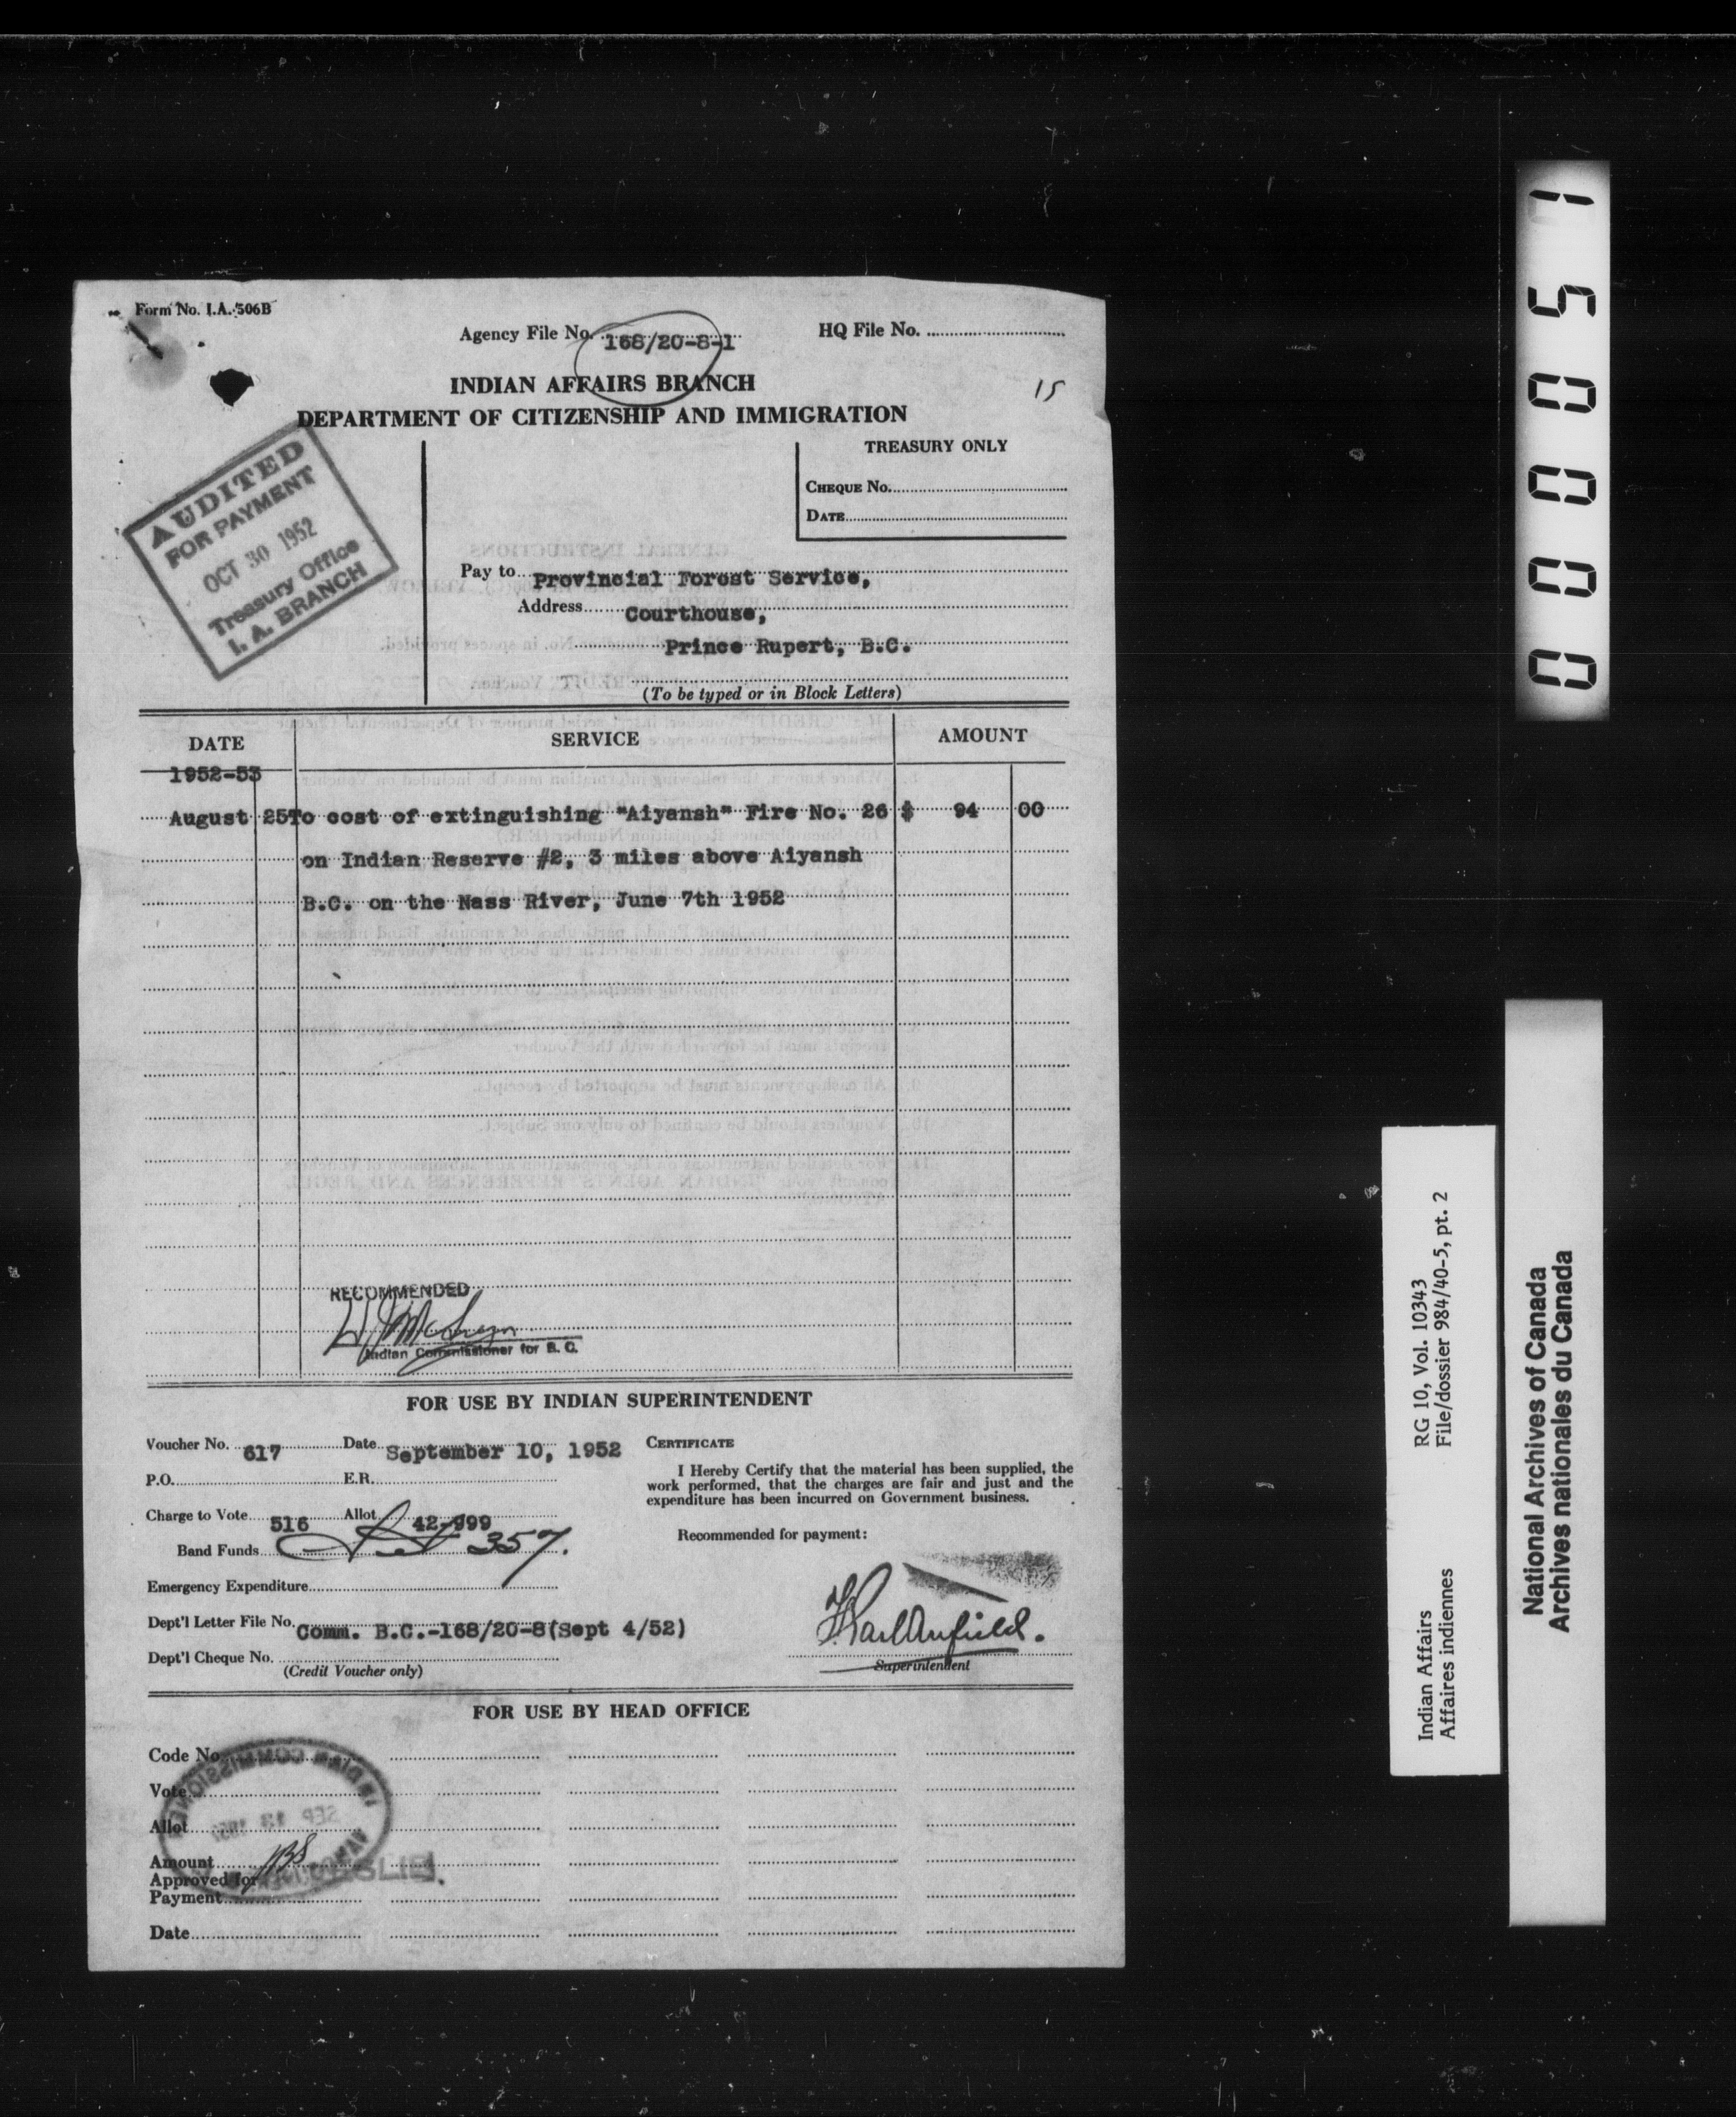 Form No. I.A. 506B
Agency File No. 168/20-8-1
HQ File No.
INDIAN AFFAIRS BRANCH
15
DEPARTMENT OF CITIZENSHIP AND IMMIGRATION
AUDITED
FOR PAYMENT
OCT 30 1952
Treasury Office
I. A. BRANCH
TREASURY ONLY
CHEQUE No.
DATE
Pay to Provincial Forest Service,
Address Courthouse,
Prince Rupert, B.C.
(To be typed or in Block Letters)
DATE SERVICE AMOUNT
1952-53
August 25 To cost of extinguishing "Aiyansh" Fire No. 26 $ 94 00
on Indian Reserve #2, 3 miles above Aiyansh
B.C. on the Nass River, June 7th 1952
RECOMMENDED
Indian Commissioner for B. C.
FOR USE BY INDIAN SUPERINTENDENT
Voucher No. 617 Date September 10, 1952
P.O. E.R.
Charge to Vote 516 Allot. 42-999
Band Funds 357.
Emergency Expenditure
Dept'l Letter File No. Comm. B.C.-168/20-8(Sept 4/52)
Dept'l Cheque No.
(Credit Voucher only)
CERTIFICATE
I Hereby Certify that the material has been supplied, the
work performed, that the charges are fair and just and the
expenditure has been incurred on Government business.
Recommended for payment:
Superintendent
FOR USE BY HEAD OFFICE
Code No.
Vote
Allot.
Amount
Approved for
Payment
Date
00051
Indian Affairs RG 10, Vol. 10343
Affaires indiennes File/dossier 984/40-5, pt. 2
National Archives of Canada
Archives nationales du Canada